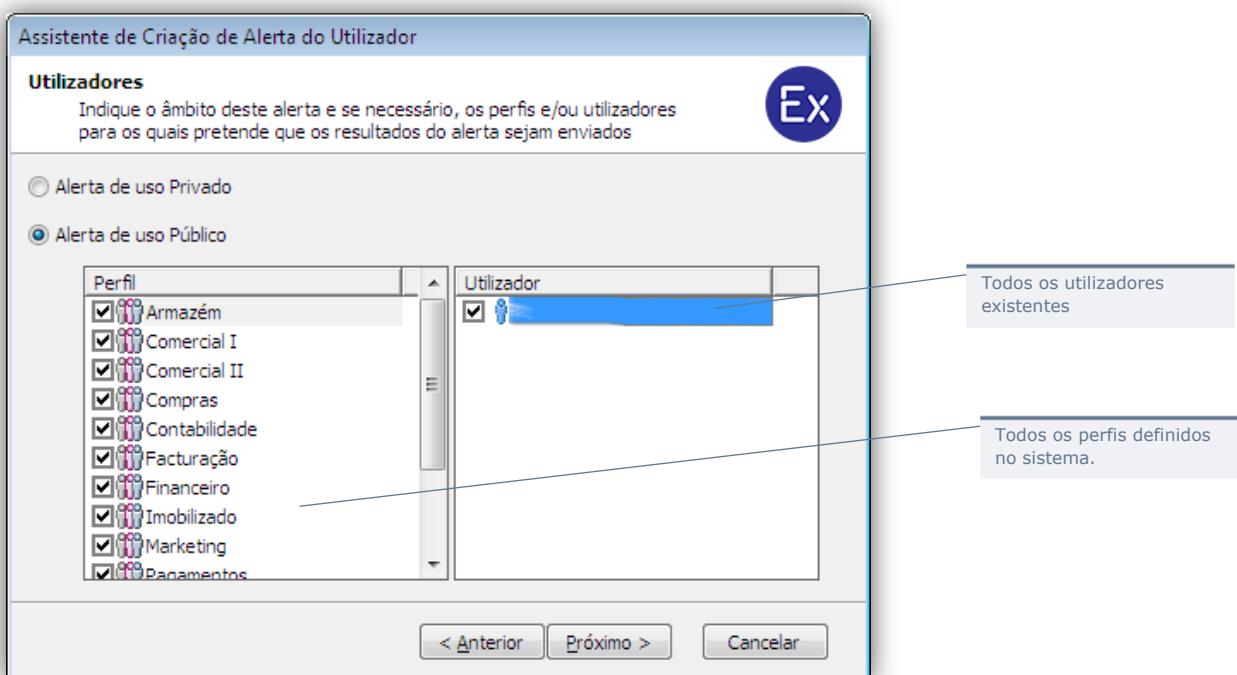 Assistente de Criação de Alerta do Utilizador
Utilizadores
Indique o âmbito deste alerta e se necessário, os perfis e/ou utilizadores
para os quais pretende que os resultados do alerta sejam enviados
Ex
Alerta de uso Privado
Alerta de uso Público
Perfil
Armazém
Comercial I
Comercial II
Compras
Contabilidade
Facturação
Financeiro
Imobilizado
Marketing
Pagamentos
Utilizador
Todos os utilizadores
existentes
Todos os perfis definidos
no sistema.
< Anterior
Próximo >
Cancelar